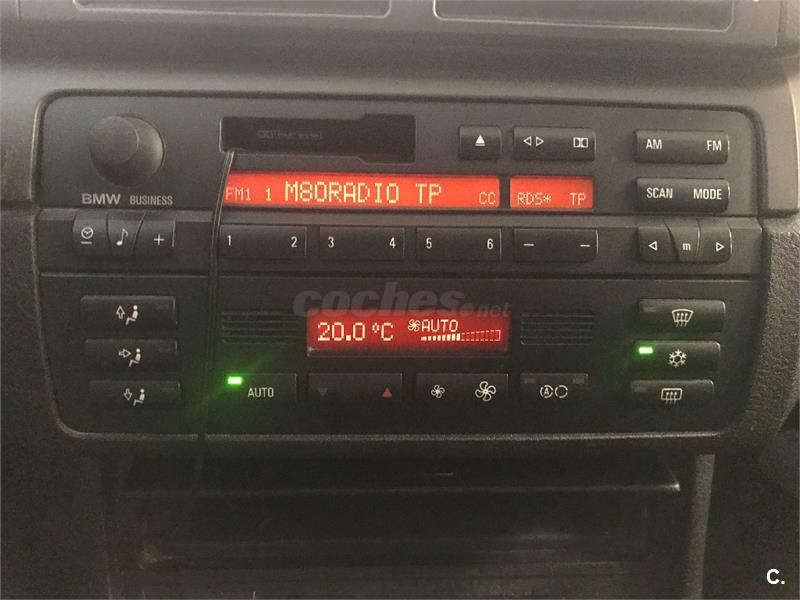 AM FM
BMW BUSINESS
FM1 1 M80RADIO TP CC
RDS* TP
SCAN MODE
+
1 2 3 4 5 6 — —
m
coches.net
20.0 °C AUTO
AUTO
A
C.